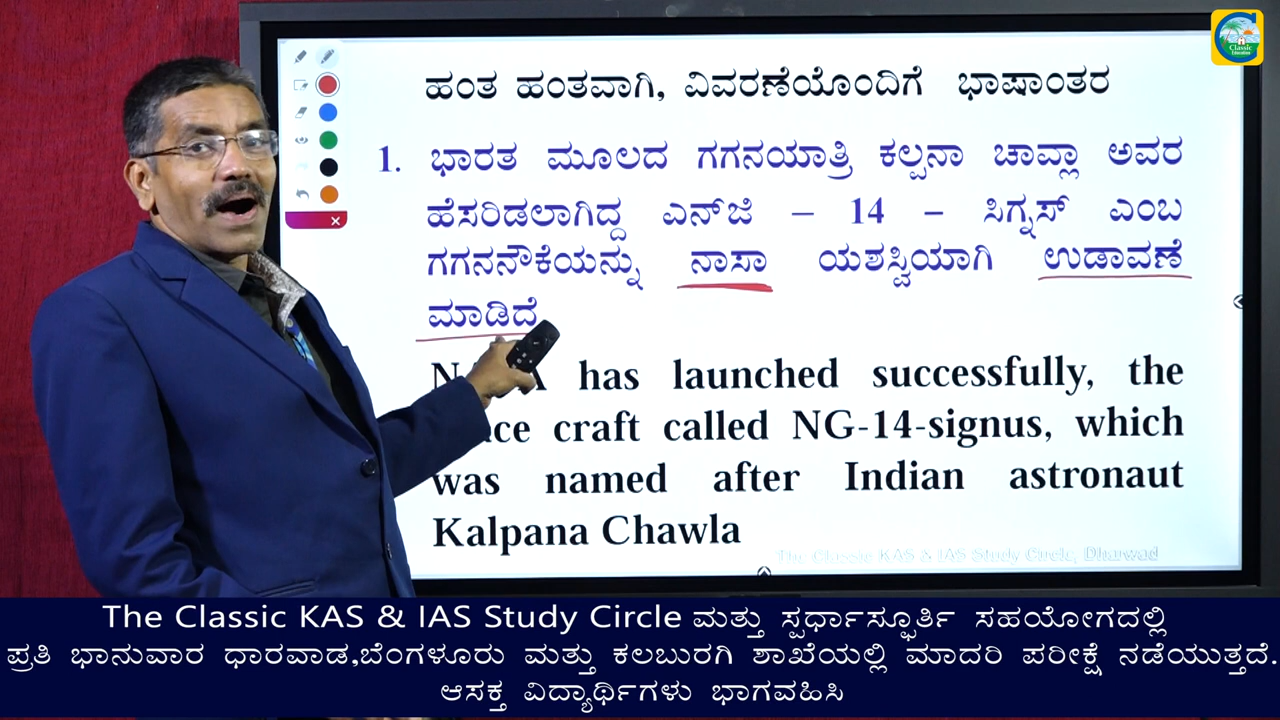 Classic
Education
ಹಂತ ಹಂತವಾಗಿ, ವಿವರಣೆಯೊಂದಿಗೆ ಭಾಷಾಂತರ
1. ಭಾರತ ಮೂಲದ ಗಗನಯಾತ್ರಿ ಕಲ್ಪನಾ ಚಾವ್ಲಾ ಅವರ
ಹೆಸರಿಡಲಾಗಿದ್ದ ಎನ್‌ಜಿ – 14 – ಸಿಗ್ನಸ್ ಎಂಬ
ಗಗನನೌಕೆಯನ್ನು ನಾಸಾ ಯಶಸ್ವಿಯಾಗಿ ಉಡಾವಣೆ
ಮಾಡಿದೆ
has launched successfully, the
craft called NG-14-signus, which
was named after Indian astronaut
Kalpana Chawla
The Classic KAS & IAS Study Circle, Dharwad
The Classic KAS & IAS Study Circle ಮತ್ತು ಸ್ಪರ್ಧಾಸ್ಫೂರ್ತಿ ಸಹಯೋಗದಲ್ಲಿ
ಪ್ರತಿ ಭಾನುವಾರ ಧಾರವಾಡ,ಬೆಂಗಳೂರು ಮತ್ತು ಕಲಬುರಗಿ ಶಾಖೆಯಲ್ಲಿ ಮಾದರಿ ಪರೀಕ್ಷೆ ನಡೆಯುತ್ತದೆ.
ಆಸಕ್ತ ವಿದ್ಯಾರ್ಥಿಗಳು ಭಾಗವಹಿಸಿ